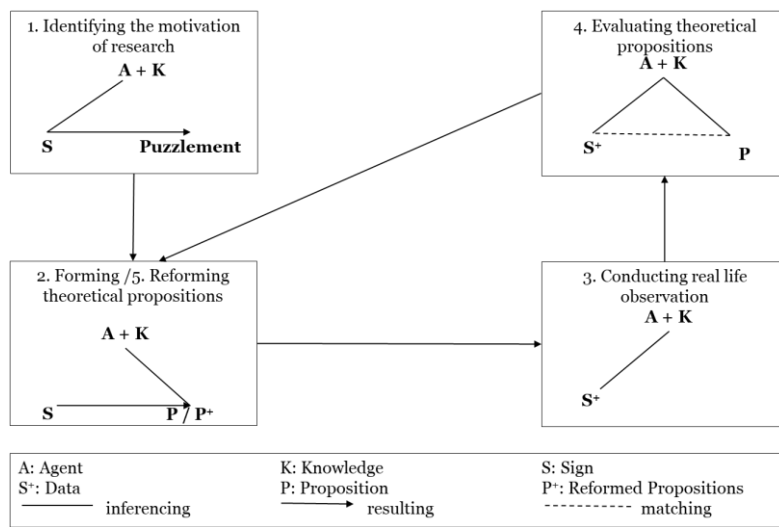 1. Identifying the motivation
of research
A + K
S
Puzzlement
4. Evaluating theoretical
propositions
A + K
S⁺
P
2. Forming /5. Reforming
theoretical propositions
A + K
S
P / P⁺
3. Conducting real life
observation
A + K
S⁺
A: Agent
K: Knowledge
S: Sign
S⁺: Data
P: Proposition
P⁺: Reformed Propositions
inferencing
resulting
matching